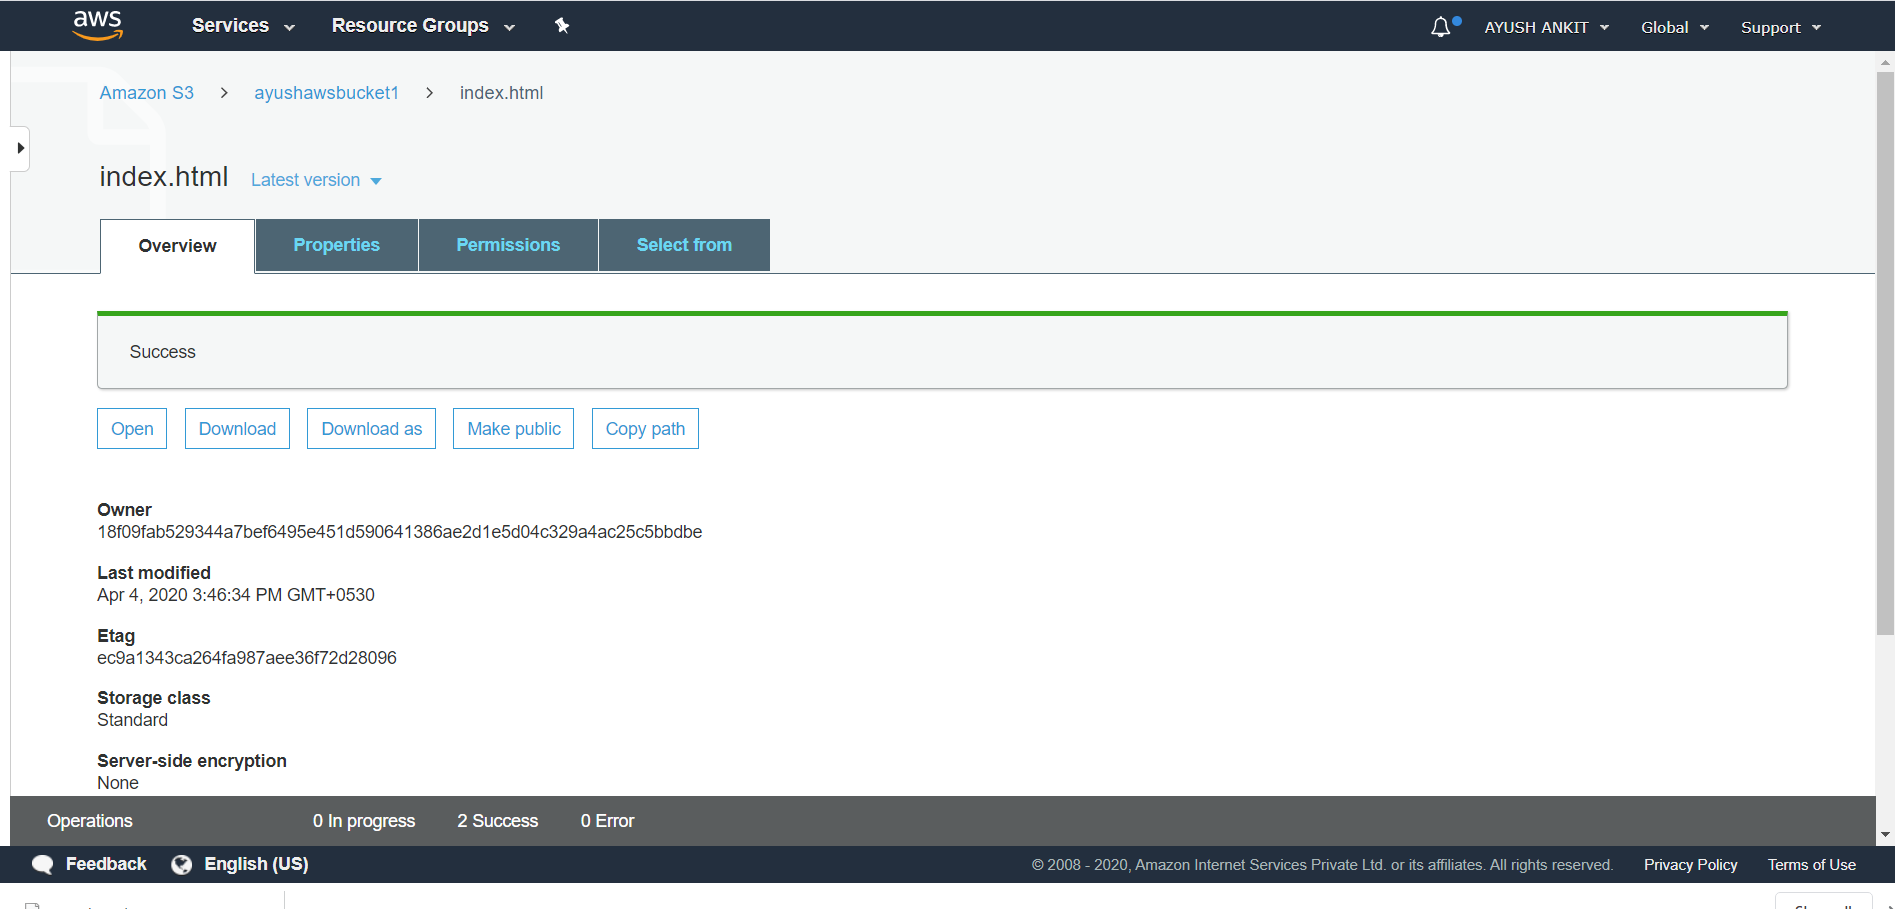 aws Services Resource Groups AYUSH ANKIT Global Support
Amazon S3 > ayushawsbucket1 > index.html
index.html Latest version
Overview Properties Permissions Select from
Success
Open Download Download as Make public Copy path
Owner
18f09fab529344a7bef6495e451d590641386ae2d1e5d04c329a4ac25c5bbdbe
Last modified
Apr 4, 2020 3:46:34 PM GMT+0530
Etag
ec9a1343ca264fa987aee36f72d28096
Storage class
Standard
Server-side encryption
None
Operations 0 In progress 2 Success 0 Error
Feedback English (US) © 2008 - 2020, Amazon Internet Services Private Ltd. or its affiliates. All rights reserved. Privacy Policy Terms of Use